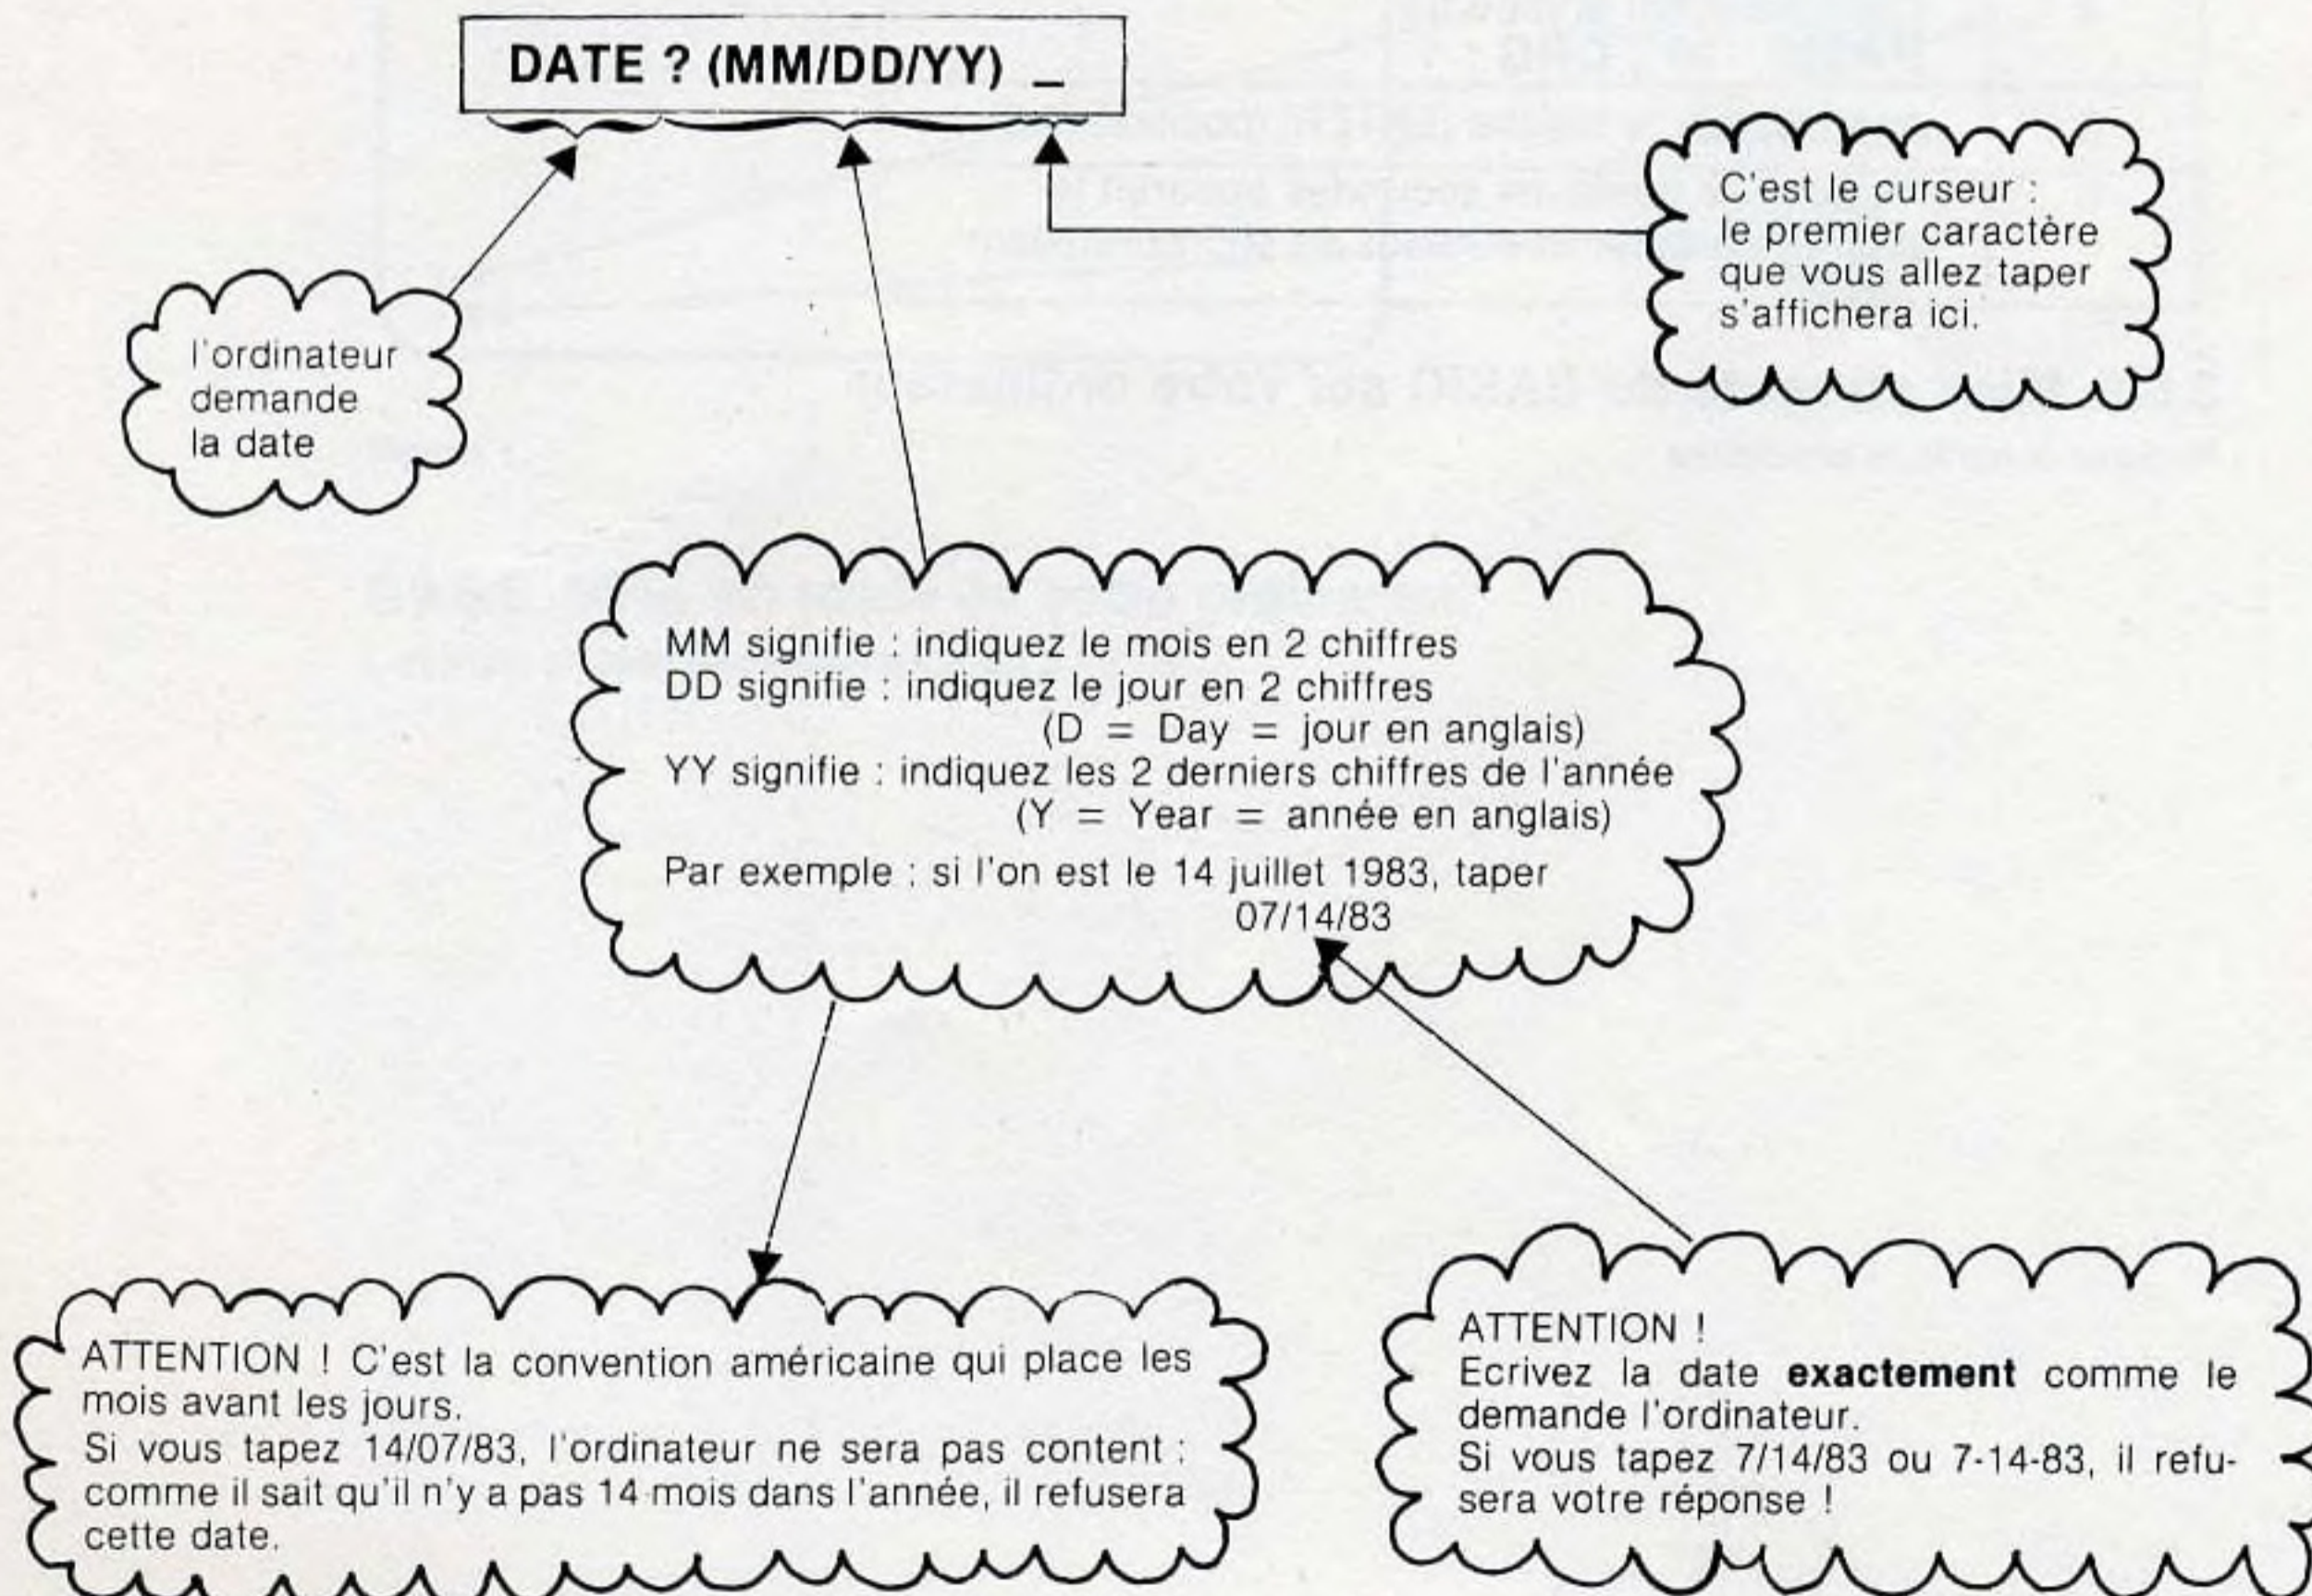 DATE ? (MM/DD/YY) _
C'est le curseur :
le premier caractère
que vous allez taper
s'affichera ici.
l'ordinateur
demande
la date
MM signifie : indiquez le mois en 2 chiffres
DD signifie : indiquez le jour en 2 chiffres
(D = Day = jour en anglais)
YY signifie : indiquez les 2 derniers chiffres de l'année
(Y = Year = année en anglais)
Par exemple : si l'on est le 14 juillet 1983, taper
07/14/83
ATTENTION ! C'est la convention américaine qui place les
mois avant les jours.
Si vous tapez 14/07/83, l'ordinateur ne sera pas content :
comme il sait qu'il n'y a pas 14 mois dans l'année, il refusera
cette date.
ATTENTION !
Ecrivez la date exactement comme le
demande l'ordinateur.
Si vous tapez 7/14/83 ou 7-14-83, il refu-
sera votre réponse !